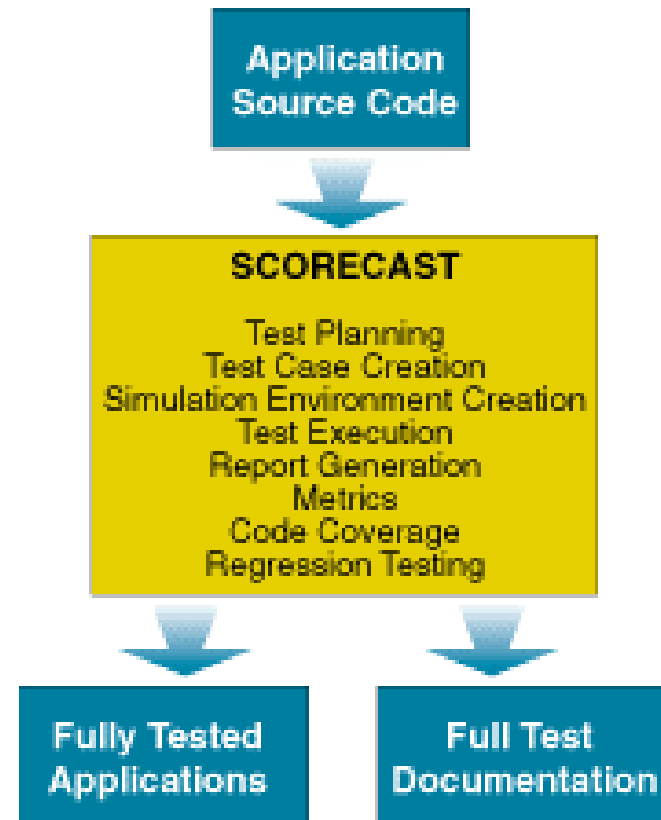 Application
Source Code
SCORECAST
Test Planning
Test Case Creation
Simulation Environment Creation
Test Execution
Report Generation
Metrics
Code Coverage
Regression Testing
Fully Tested
Applications
Full Test
Documentation